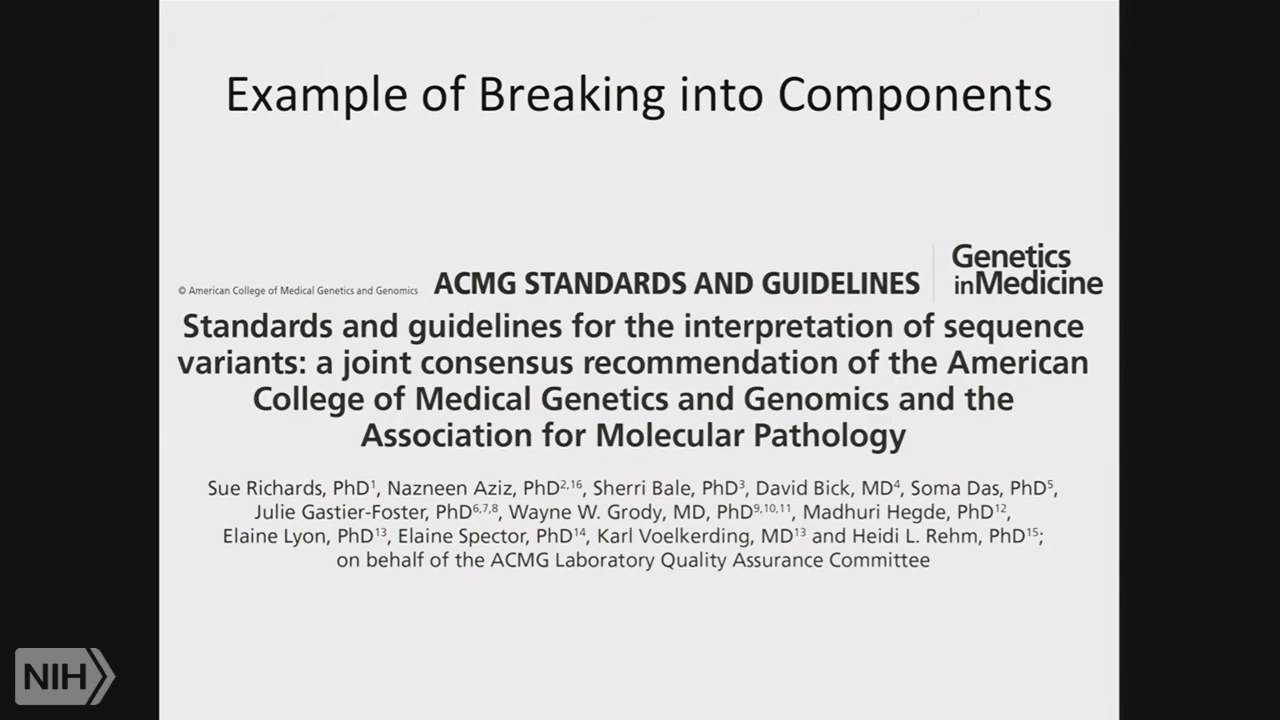 Example of Breaking into Components
© American College of Medical Genetics and Genomics ACMG STANDARDS AND GUIDELINES
Genetics
inMedicine
Standards and guidelines for the interpretation of sequence
variants: a joint consensus recommendation of the American
College of Medical Genetics and Genomics and the
Association for Molecular Pathology
Sue Richards, PhD1, Nazneen Aziz, PhD2,16, Sherri Bale, PhD3, David Bick, MD4, Soma Das, PhD5,
Julie Gastier-Foster, PhD6,7,8, Wayne W. Grody, MD, PhD9,10,11, Madhuri Hegde, PhD12,
Elaine Lyon, PhD13, Elaine Spector, PhD14, Karl Voelkerding, MD13 and Heidi L. Rehm, PhD15;
on behalf of the ACMG Laboratory Quality Assurance Committee
NIH